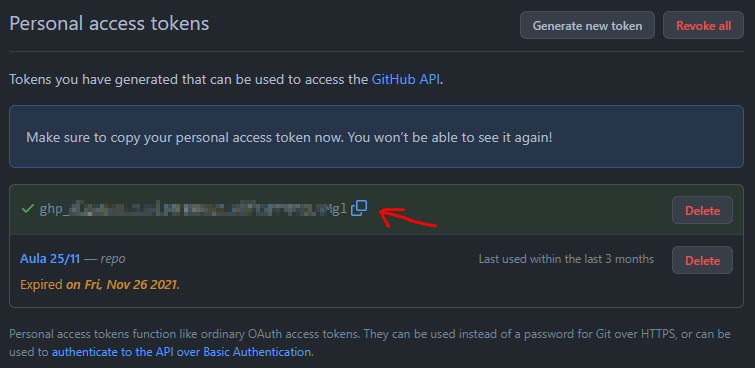 Personal access tokens
Generate new token
Revoke all
Tokens you have generated that can be used to access the GitHub API.
Make sure to copy your personal access token now. You won't be able to see it again!
ghp_ gl
Delete
Aula 25/11 — repo
Last used within the last 3 months
Delete
Expired on Fri, Nov 26 2021.
Personal access tokens function like ordinary OAuth access tokens. They can be used instead of a password for Git over HTTPS, or can be
used to authenticate to the API over Basic Authentication.